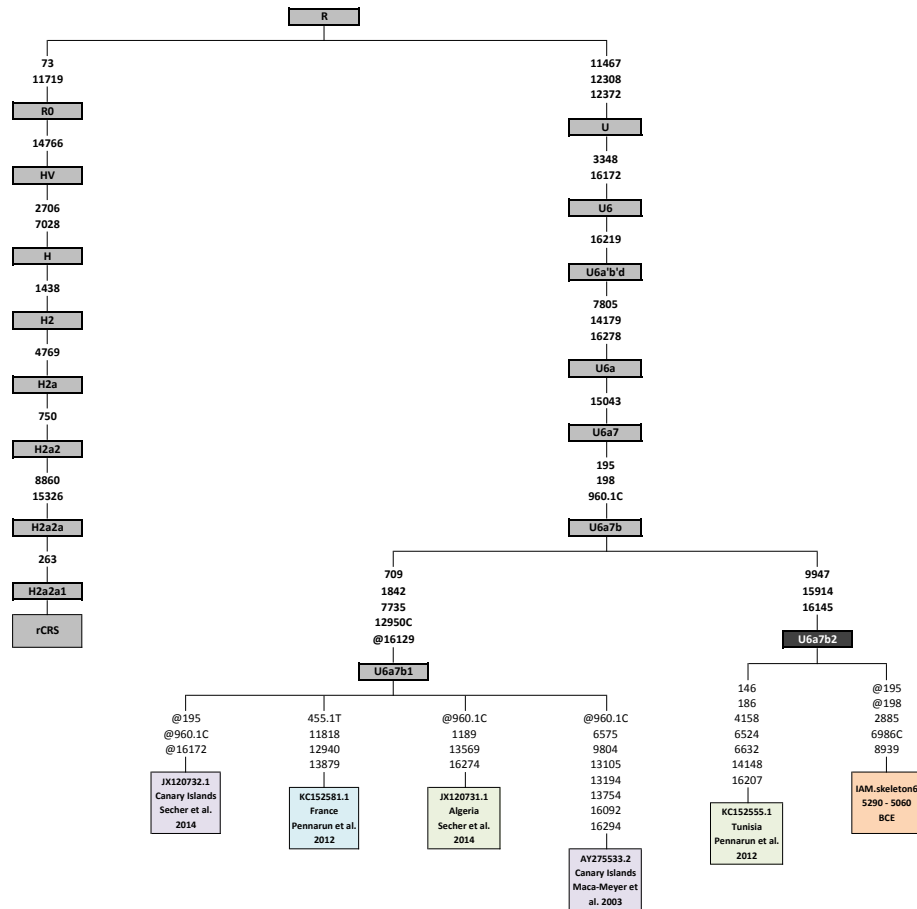 R
73
11719
R0
14766
HV
2706
7028
H
1438
H2
4769
H2a
750
H2a2
8860
15326
H2a2a
263
H2a2a1
rCRS
11467
12308
12372
U
3348
16172
U6
16219
U6a'b'd
7805
14179
16278
U6a
15043
U6a7
195
198
960.1C
U6a7b
709
1842
7735
12950C
@16129
U6a7b1
@195
@960.1C
@16172
JX120732.1
Canary Islands
Secher et al.
2014
455.1T
11818
12940
13879
KC152581.1
France
Pennarun et al.
2012
@960.1C
1189
13569
16274
JX120731.1
Algeria
Secher et al.
2014
@960.1C
6575
9804
13105
13194
13754
16092
16294
AY275533.2
Canary Islands
Maca-Meyer et
al. 2003
9947
15914
16145
U6a7b2
146
186
4158
6524
6632
14148
16207
KC152555.1
Tunisia
Pennarun et al.
2012
@195
@198
2885
6986C
8939
IAM.skeleton6
5290 - 5060
BCE